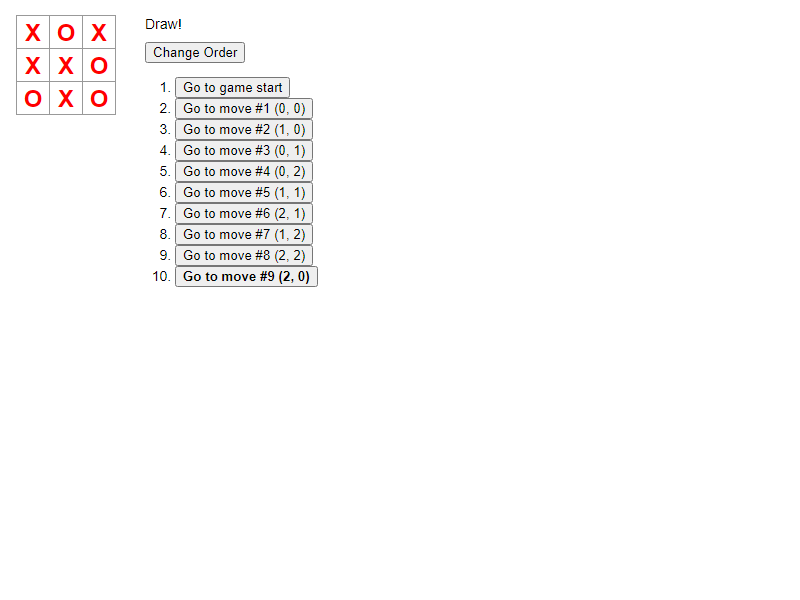 X O X
X X O
O X O
Draw!
Change Order
1. Go to game start
2. Go to move #1 (0, 0)
3. Go to move #2 (1, 0)
4. Go to move #3 (0, 1)
5. Go to move #4 (0, 2)
6. Go to move #5 (1, 1)
7. Go to move #6 (2, 1)
8. Go to move #7 (1, 2)
9. Go to move #8 (2, 2)
10. Go to move #9 (2, 0)